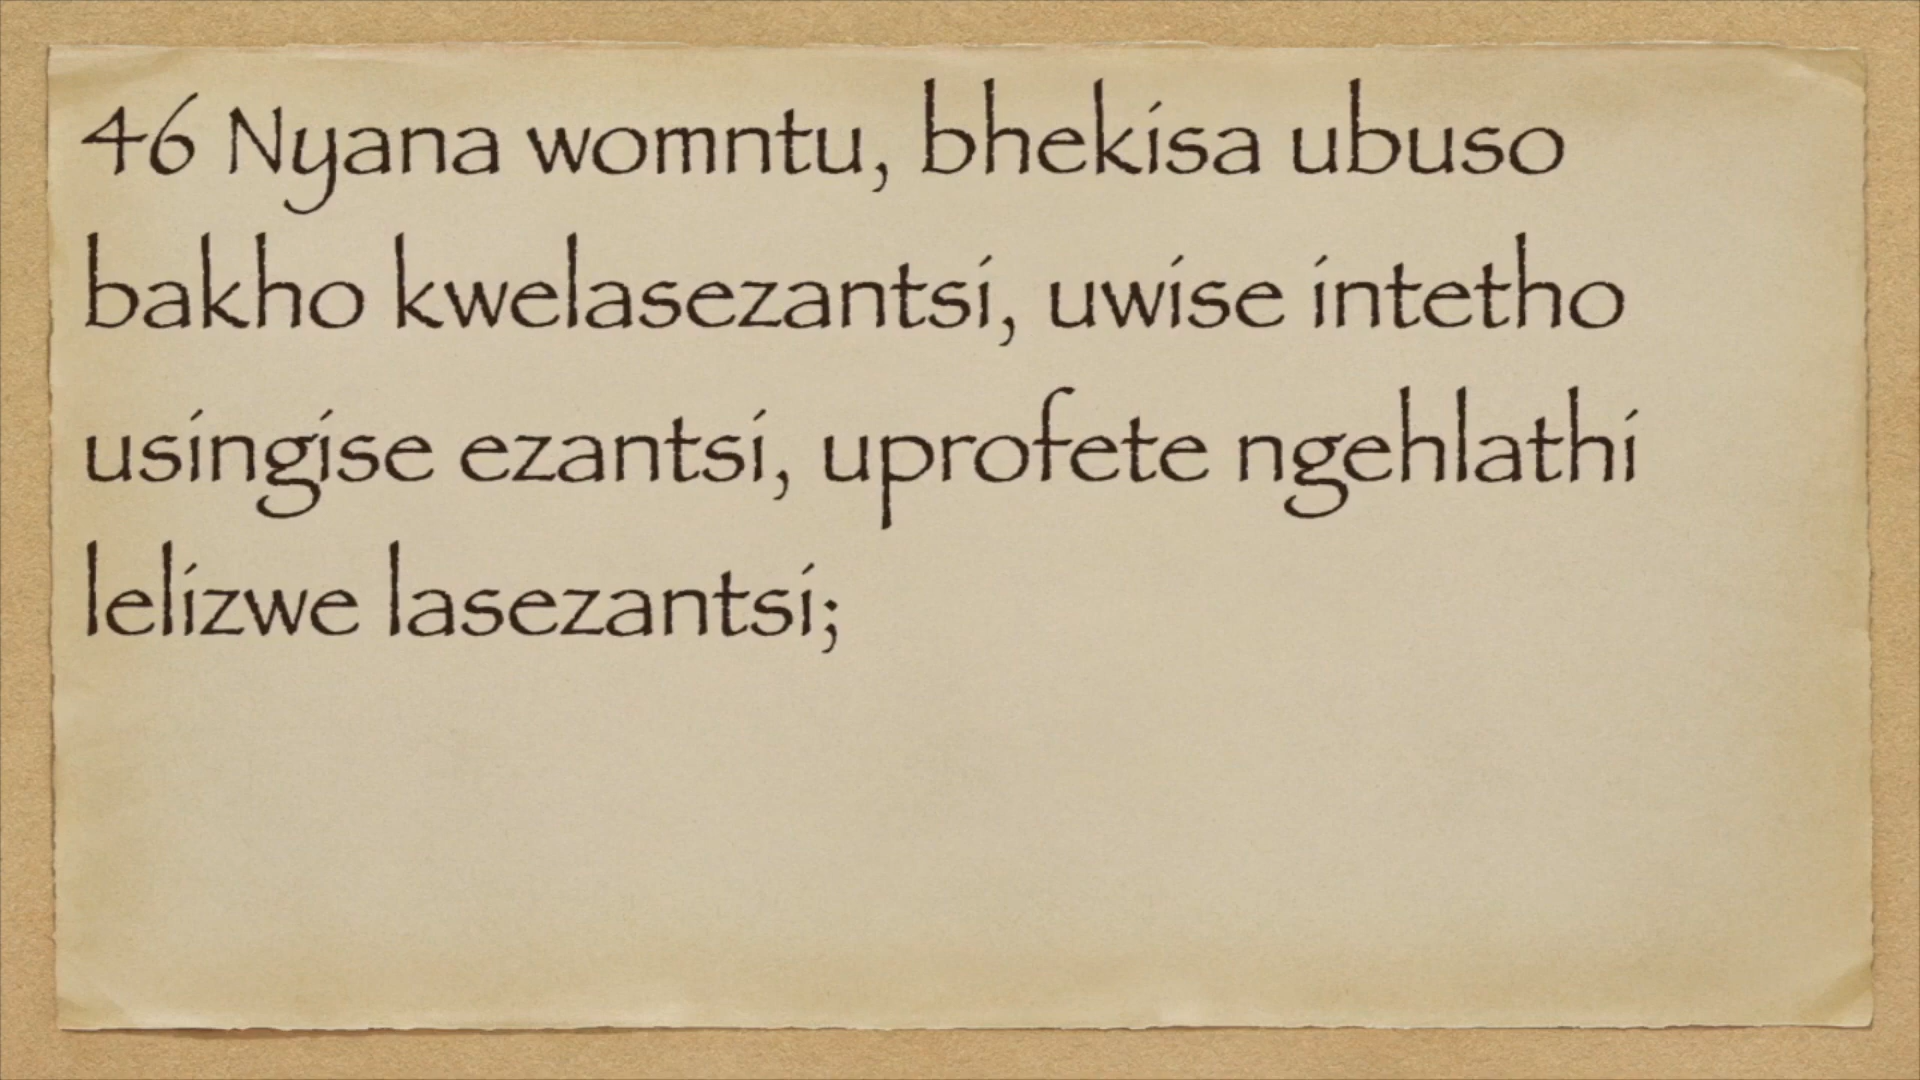 46 Nyana womntu, bhekisa ubuso
bakho kwelasezantsi, uwise intetho
usingise ezantsi, uprofete ngehlathi
lelizwe lasezantsi;